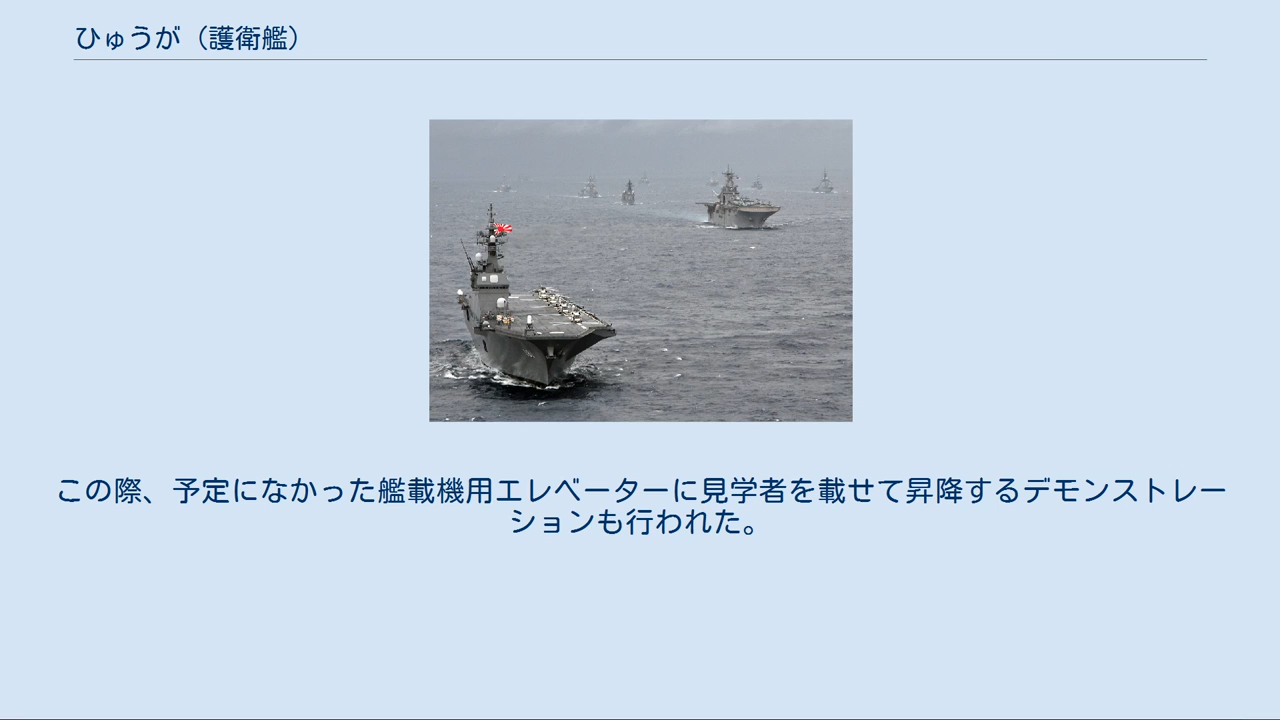 ひゅうが（護衛艦）
この際、予定になかった艦載機用エレベーターに見学者を載せて昇降するデモンストレー
ションも行われた。